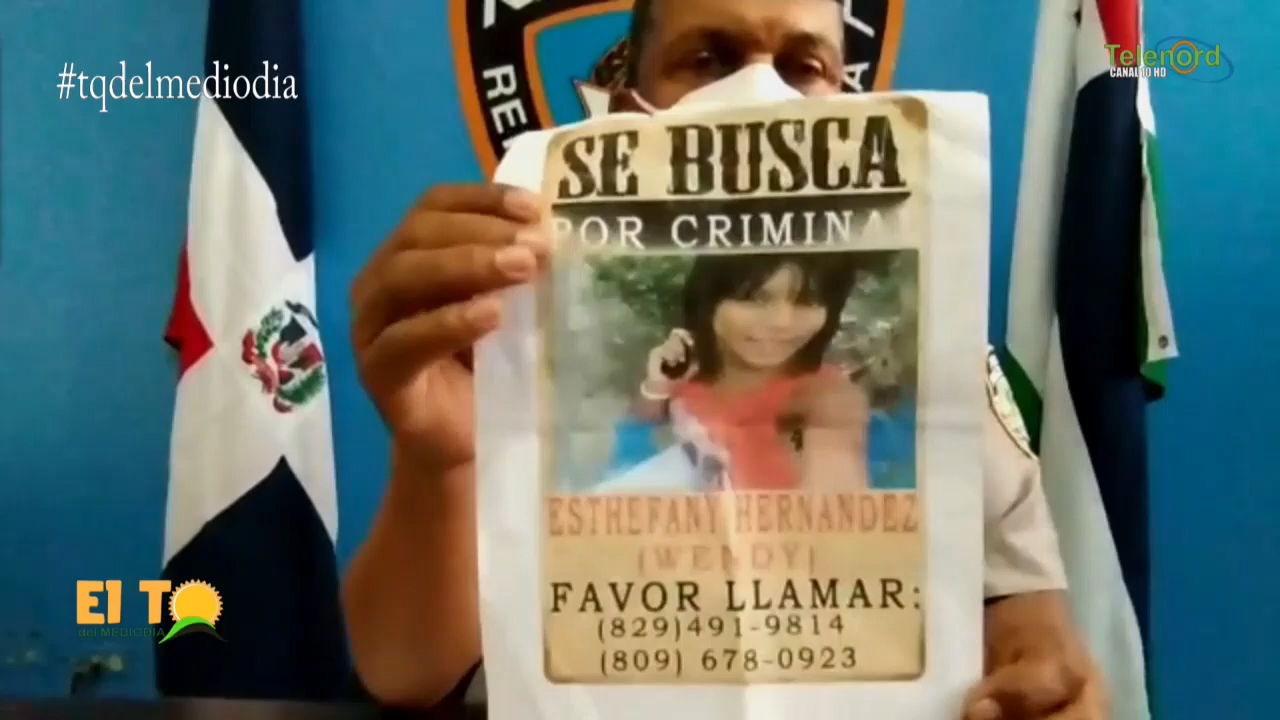 #tqdelmediodia
Telenord
CANAL 10 HD
SE BUSCA
POR CRIMINAL
ESTHEFANY HERNANDEZ
(WENDY)
FAVOR LLAMAR:
(829)491-9814
(809) 678-0923
El TQ
del MEDIODIA